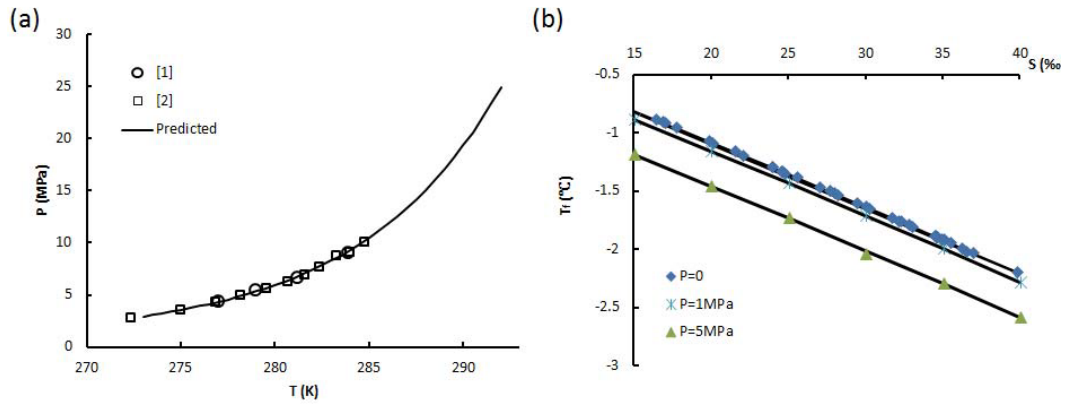 (a)
30
25
20
15
10
5
0
P (MPa)
270
275
280
285
290
T (K)
[1]
[2]
Predicted
(b)
15
20
25
30
35
40
S (‰
-0.5
-1
-1.5
-2
-2.5
-3
Tf (°C)
P=0
P=1MPa
P=5MPa